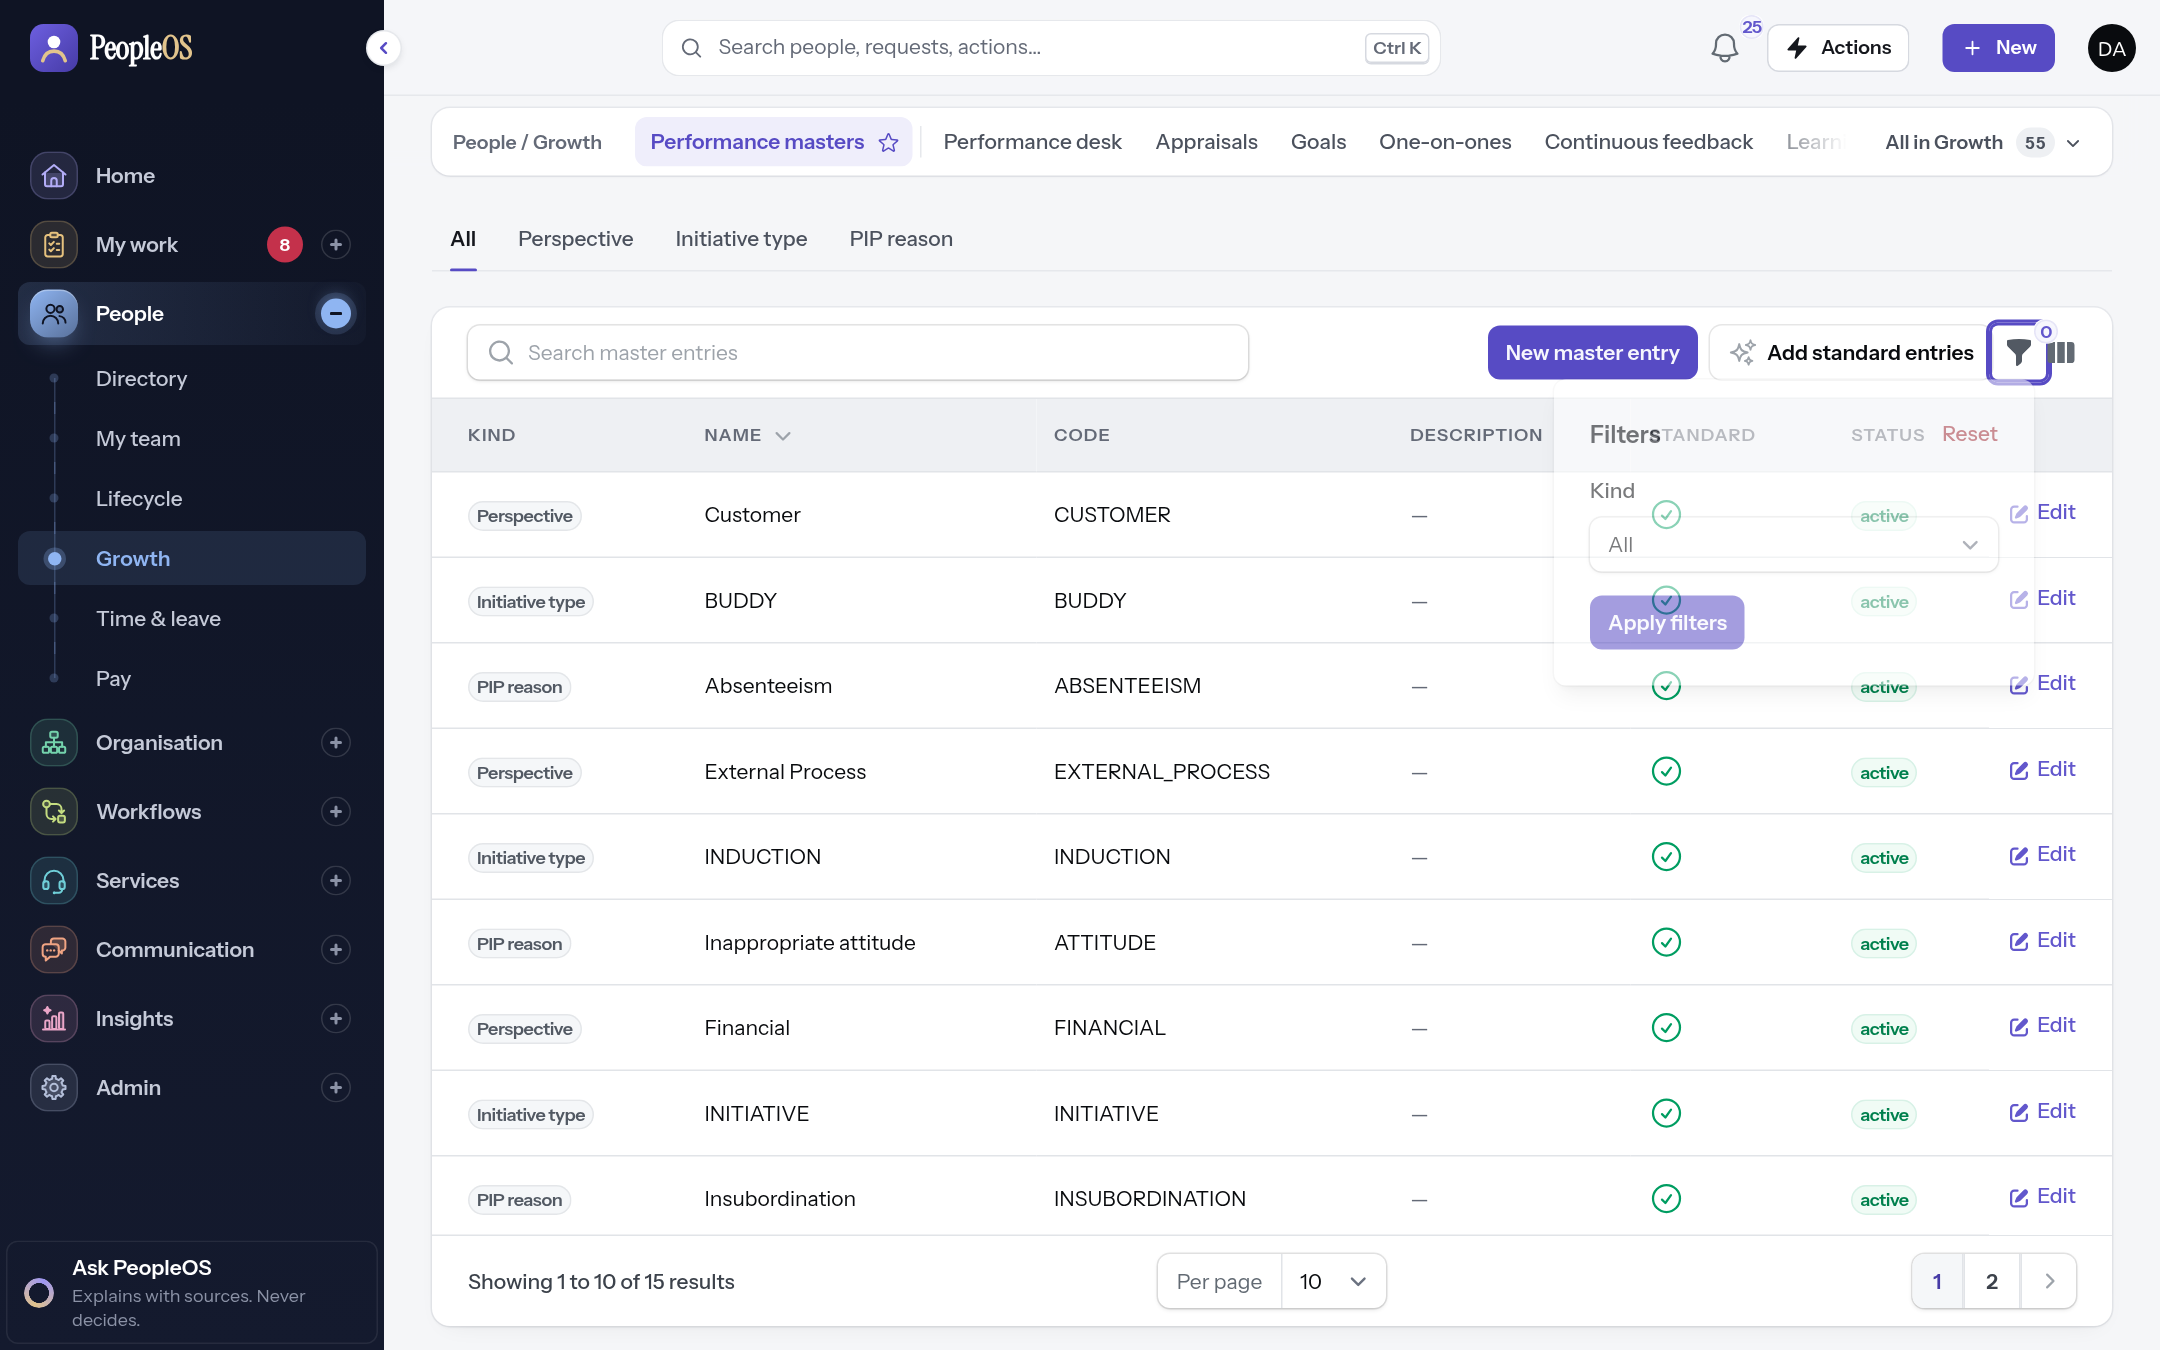 PeopleOS
Search people, requests, actions...
Ctrl K
25
Actions
New
DA
Home
My work
8
People
Directory
My team
Lifecycle
Growth
Time & leave
Pay
Organisation
Workflows
Services
Communication
Insights
Admin
Ask PeopleOS
Explains with sources. Never
decides.
People / Growth
Performance masters
Performance desk
Appraisals
Goals
One-on-ones
Continuous feedback
Learn
All in Growth 55
All
Perspective
Initiative type
PIP reason
Search master entries
New master entry
Add standard entries
0
KIND NAME CODE DESCRIPTION TANDARD STATUS
Filters
Reset
Kind
All
Apply filters
Perspective Customer CUSTOMER — active Edit
Initiative type BUDDY BUDDY — active Edit
PIP reason Absenteeism ABSENTEEISM — active Edit
Perspective External Process EXTERNAL_PROCESS — active Edit
Initiative type INDUCTION INDUCTION — active Edit
PIP reason Inappropriate attitude ATTITUDE — active Edit
Perspective Financial FINANCIAL — active Edit
Initiative type INITIATIVE INITIATIVE — active Edit
PIP reason Insubordination INSUBORDINATION — active Edit
Showing 1 to 10 of 15 results
Per page 10
1 2